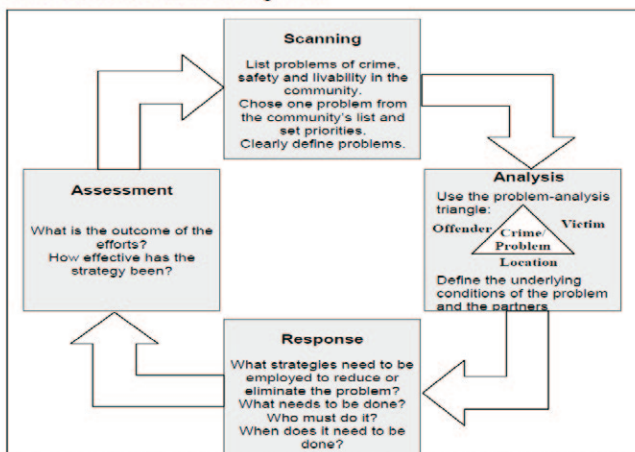 Scanning
List problems of crime,
safety and livability in the
community.
Chose one problem from
the community's list and
set priorities.
Clearly define problems.
Analysis
Use the problem-analysis
triangle:
Offender Victim
Crime/
Problem
Location
Define the underlying
conditions of the problem
and the partners
Response
What strategies need to be
employed to reduce or
eliminate the problem?
What needs to be done?
Who must do it?
When does it need to be
done?
Assessment
What is the outcome of the
efforts?
How effective has the
strategy been?